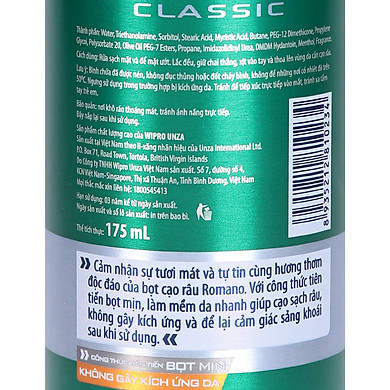 CLASSIC
Thành phần: Water, Triethanolamine, Sorbitol, Stearic Acid, Myristic Acid, Butane, PEG-12 Dimethicone, Propylene
Glycol, Polysorbate 20, Olive Oil PEG-7 Esters, Propane, Imidazolidinyl Urea, DMDM Hydantoin, Menthol, Fragrance.
Cách dùng: Rửa sạch mặt và để mặt ướt. Lắc đều, giữ chai thẳng, xịt vào tay và thoa lên vùng da cần cạo.
Lưu ý: Bình chứa đã được nén, không đục thủng hoặc đốt cháy bình, không để những nơi có nhiệt độ trên
50°C. Ngưng sử dụng nếu bị kích ứng da. Tránh để tiếp xúc trực tiếp vào mắt, tránh xa tầm
tay trẻ em.
Bảo quản: nơi khô ráo thoáng mát, tránh ánh nắng trực tiếp.
Đậy nắp lại sau khi sử dụng.
Sản phẩm chất lượng cao của WIPRO UNZA
Sản xuất tại Việt Nam theo li-xăng nhãn hiệu của Unza International Ltd.
P.O. Box 71, Road Town, Tortola, British Virgin islands
Do Công ty TNHH Wipro Unza Việt Nam. Số 7, đường số 4,
KCN Việt Nam-Singapore, Thị xã Thuận An, Tỉnh Bình Dương, Việt Nam
Mọi thắc mắc xin liên hệ: 1800545413
Hạn sử dụng: 03 năm kể từ ngày sản xuất.
Ngày sản xuất và số lô sản xuất: in trên bao bì.
Thể tích thực: 175 mL
8935212810234
Cảm nhận sự tươi mát và tự tin cùng hương thơm
độc đáo của bọt cạo râu Romano. Với công thức tiên
tiến bọt mịn, làm mềm da nhanh giúp cạo sạch râu,
không gây kích ứng và để lại cảm giác sảng khoái
sau khi sử dụng.
CÔNG THỨC TIÊN TIẾN BỌT MỊN
KHÔNG GÂY KÍCH ỨNG DA